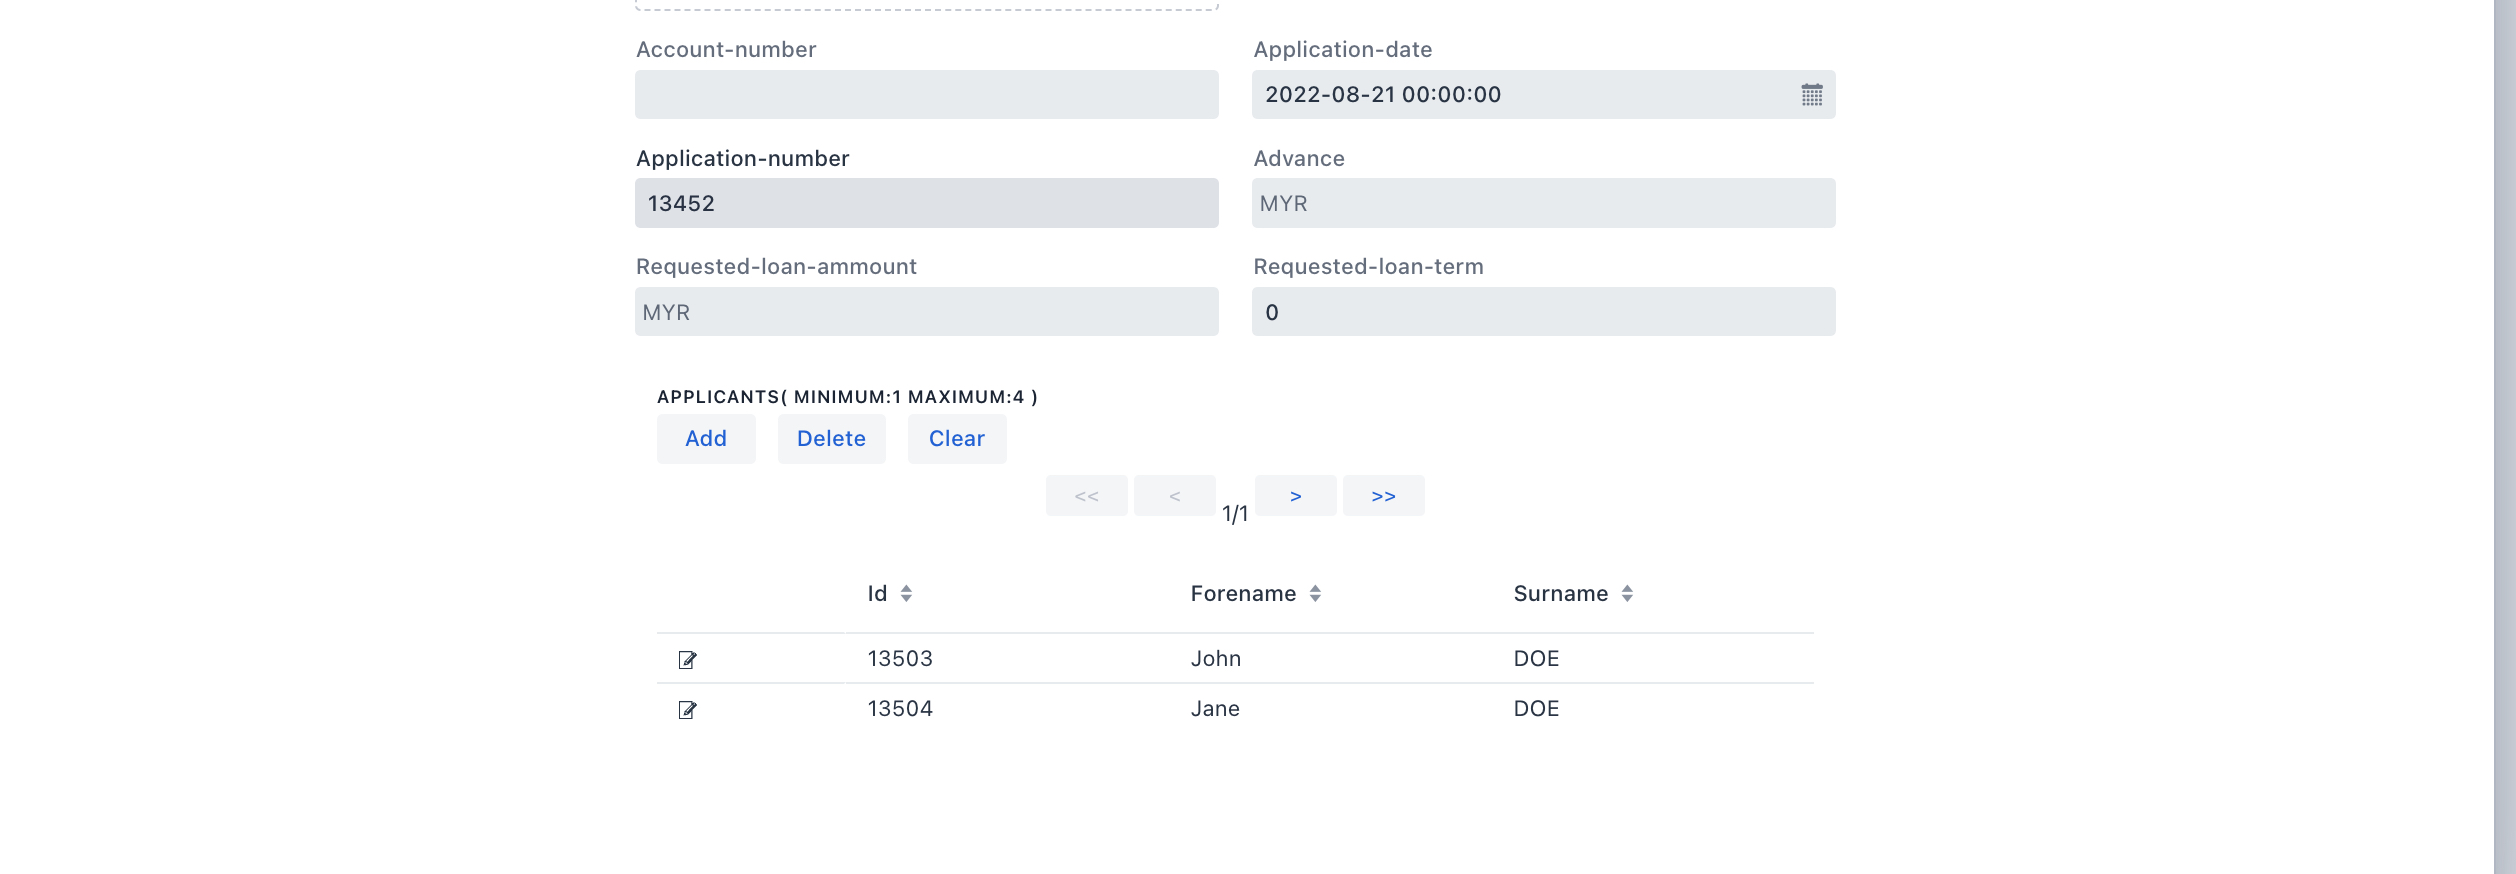 Account-number Application-date
2022-08-21 00:00:00
Application-number Advance
13452 MYR
Requested-loan-ammount Requested-loan-term
MYR 0
APPLICANTS( MINIMUM:1 MAXIMUM:4 )
Add Delete Clear
<< < 1/1 > >>
Id Forename Surname
13503 John DOE
13504 Jane DOE